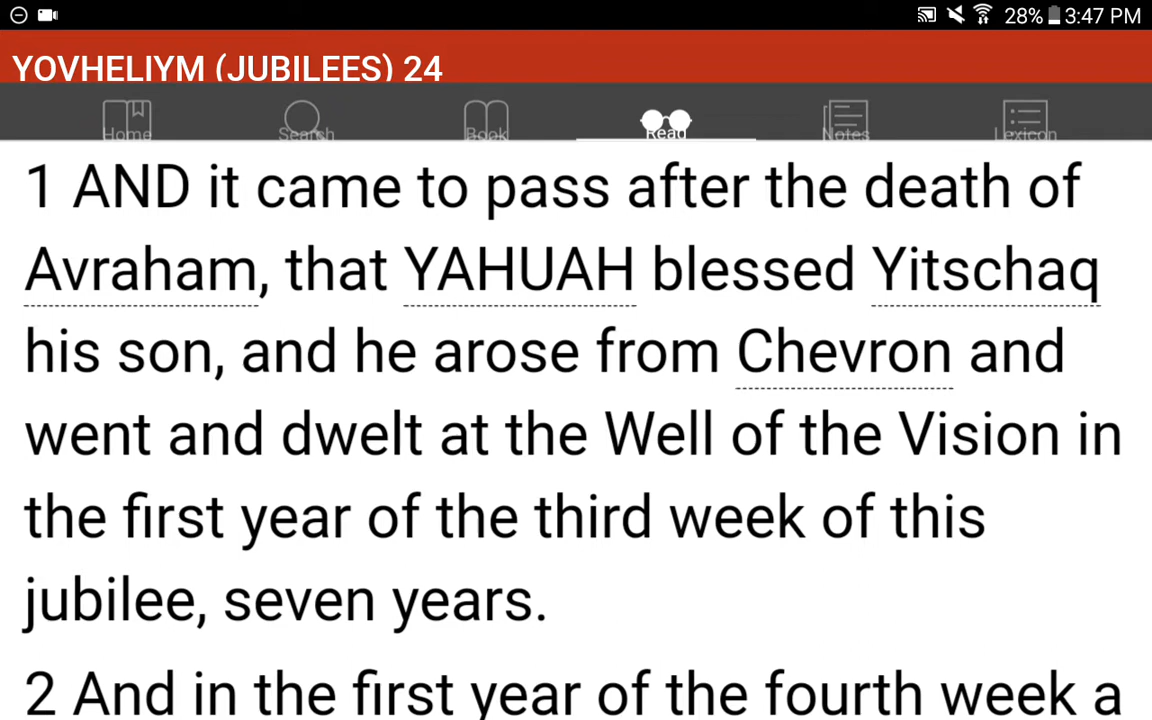 28% 3:47 PM
YOVHELIYM (JUBILEES) 24
Home Search Book Read Notes Lexicon
1 AND it came to pass after the death of
Avraham, that YAHUAH blessed Yitschaq
his son, and he arose from Chevron and
went and dwelt at the Well of the Vision in
the first year of the third week of this
jubilee, seven years.
2 And in the first year of the fourth week a